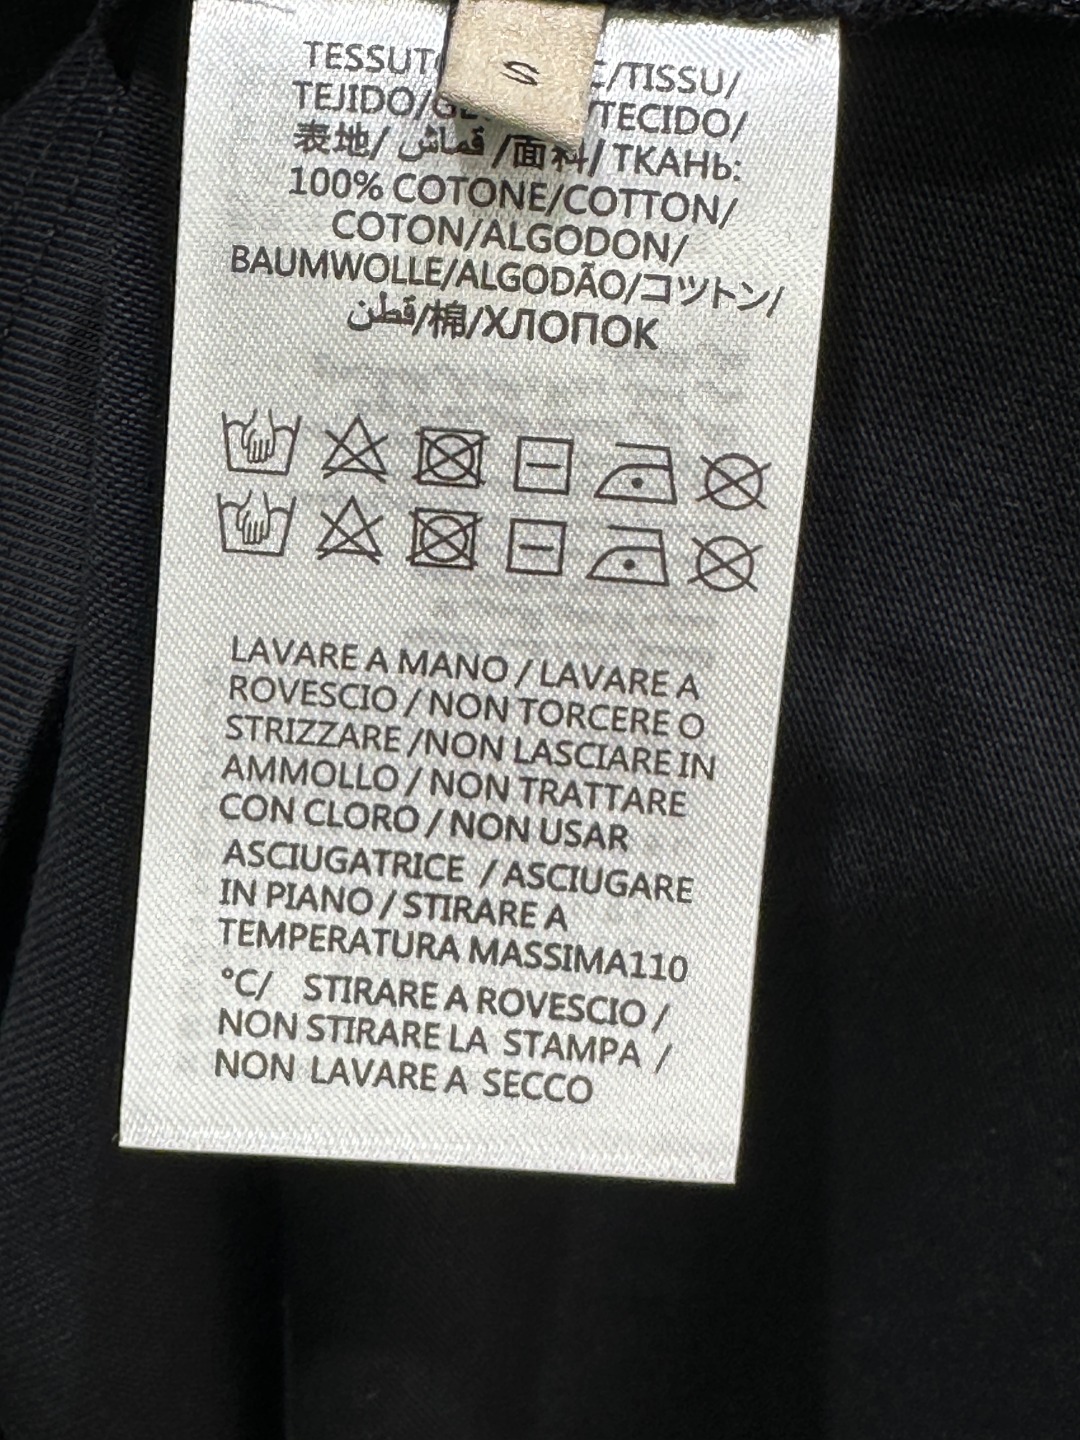 S
/TISSU/
TEJIDO/ /TECIDO/
表地/ قماش /面料/ ТКАНЬ:
100% COTONE/COTTON/
COTON/ALGODON/
BAUMWOLLE/ALGODÃO/コツトン/
قطن/棉/ХЛОПОК
LAVARE A MANO / LAVARE A
ROVESCIO / NON TORCERE O
STRIZZARE /NON LASCIARE IN
AMMOLLO / NON TRATTARE
CON CLORO / NON USAR
ASCIUGATRICE / ASCIUGARE
IN PIANO / STIRARE A
TEMPERATURA MASSIMA110
°C/ STIRARE A ROVESCIO /
NON STIRARE LA STAMPA /
NON LAVARE A SECCO